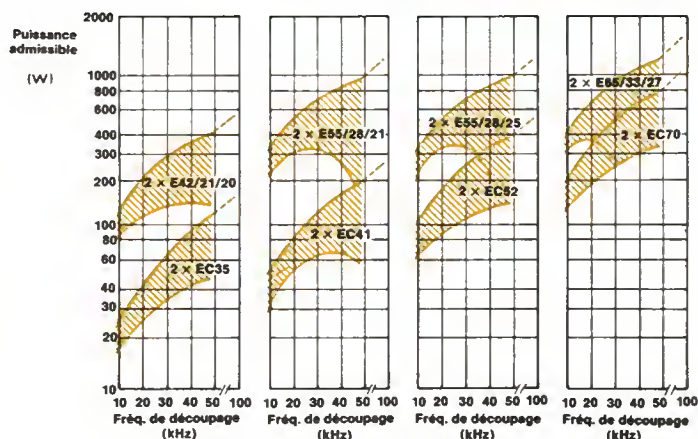 Puissance
admissible
(W)
2000
1000
800
600
400
300
200
100
80
60
40
30
20
10
2 × E42/21/20
2 × EC35
10 20 30 40 50 100
Fréq. de découpage
(kHz)
2 × E55/28/21
2 × EC41
10 20 30 40 50 100
Fréq. de découpage
(kHz)
2 × E55/28/25
2 × EC52
10 20 30 40 50 100
Fréq. de découpage
(kHz)
2 × E65/33/27
2 × EC70
10 20 30 40 50 100
Fréq. de découpage
(kHz)